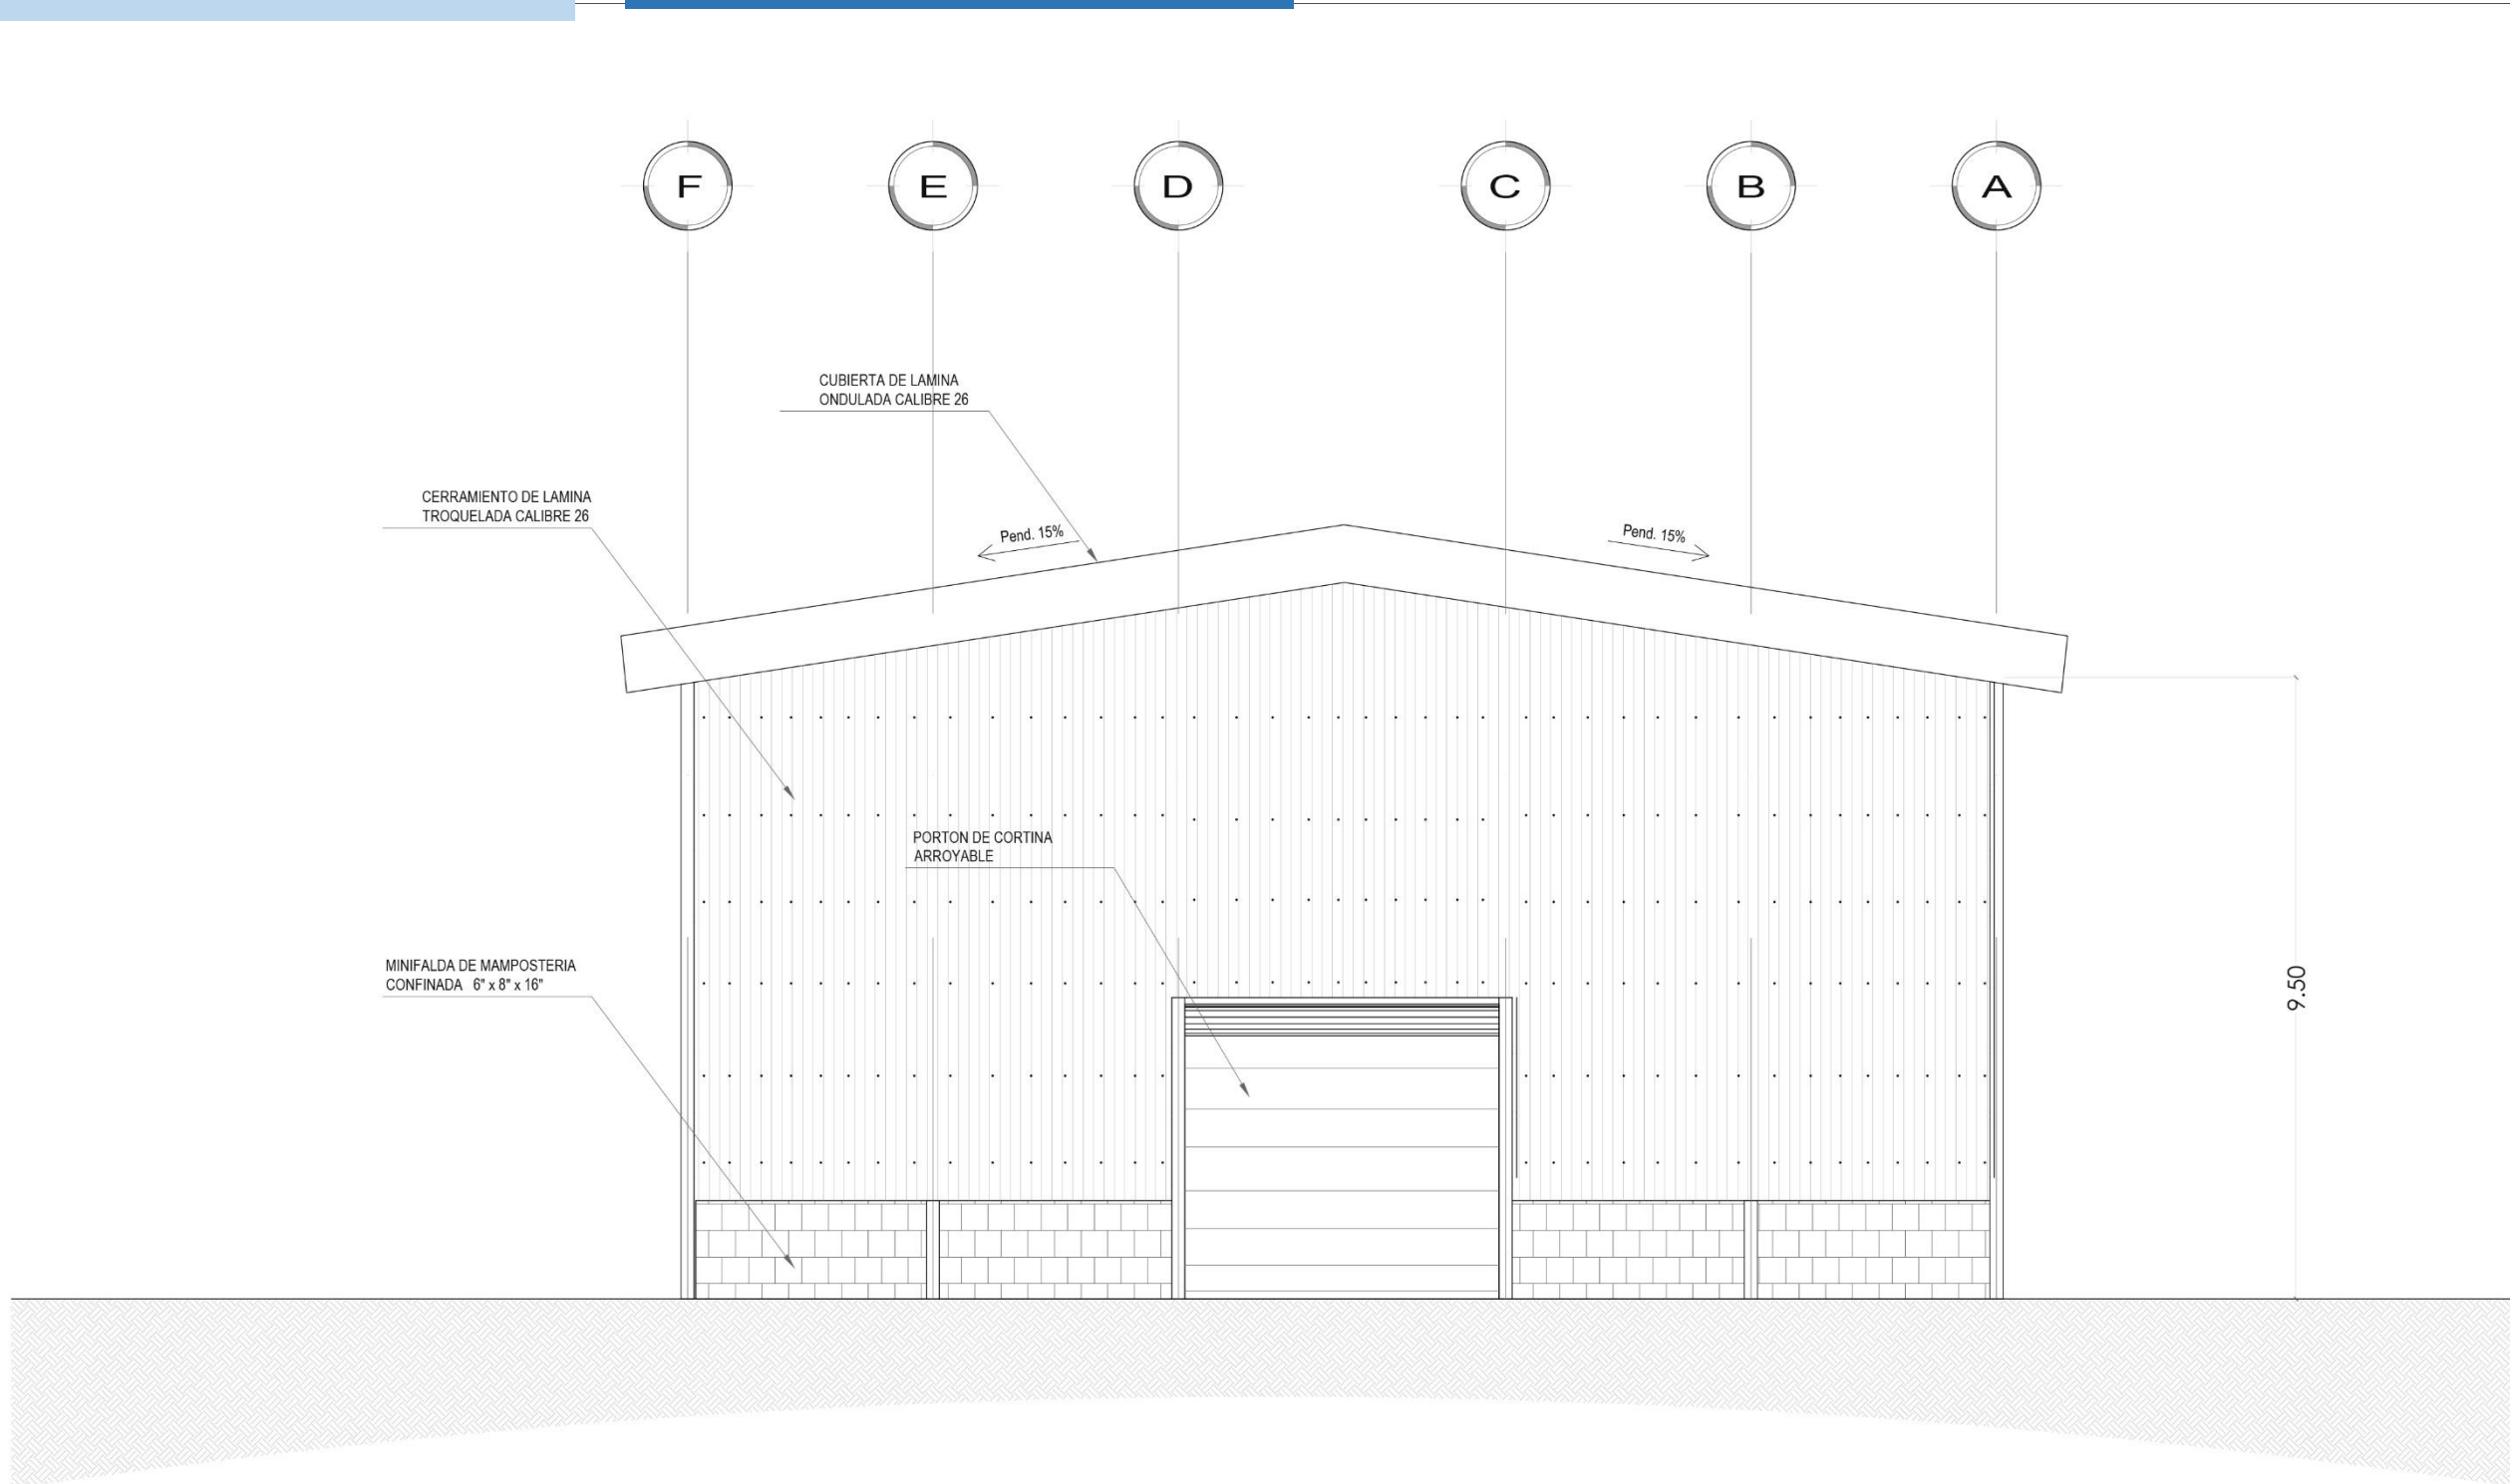 F E D C B A
CUBIERTA DE LAMINA
ONDULADA CALIBRE 26
CERRAMIENTO DE LAMINA
TROQUELADA CALIBRE 26
Pend. 15%
Pend. 15%
PORTON DE CORTINA
ARROYABLE
MINIFALDA DE MAMPOSTERIA
CONFINADA 6" x 8" x 16"
9.50